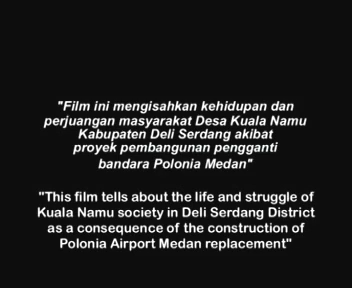 "Film ini mengisahkan kehidupan dan
perjuangan masyarakat Desa Kuala Namu
Kabupaten Deli Serdang akibat
proyek pembangunan pengganti
bandara Polonia Medan"
"This film tells about the life and struggle of
Kuala Namu society in Deli Serdang District
as a consequence of the construction of
Polonia Airport Medan replacement"